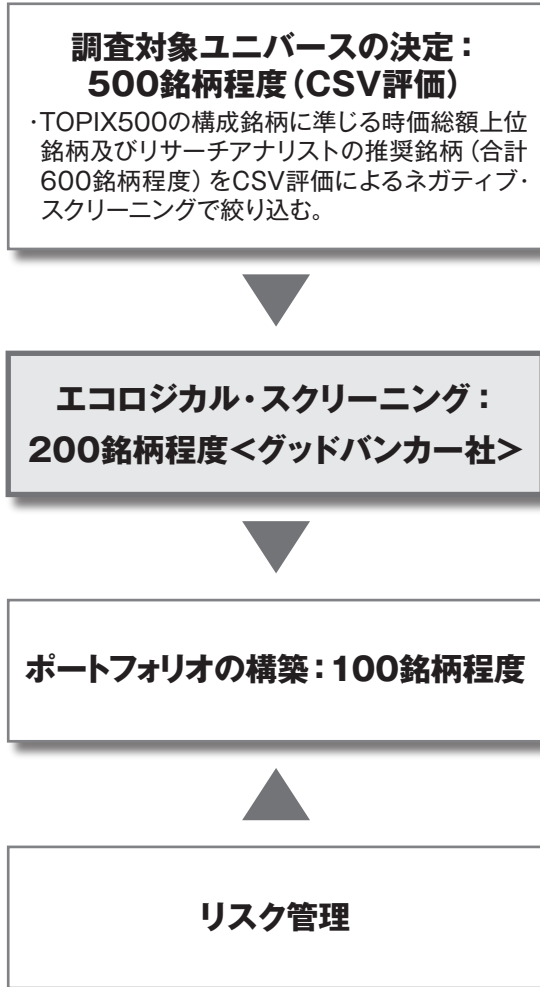 調査対象ユニバースの決定：
500銘柄程度（CSV評価）
・TOPIX500の構成銘柄に準じる時価総額上位
銘柄及びリサーチアナリストの推奨銘柄（合計
600銘柄程度）をCSV評価によるネガティブ・
スクリーニングで絞り込む。
エコロジカル・スクリーニング：
200銘柄程度＜グッドバンカー社＞
ポートフォリオの構築：100銘柄程度
リスク管理